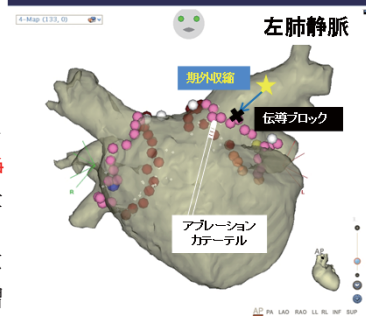 4-Map (133, 0)
左肺静脈
期外収縮
伝導ブロック
R
L
アブレーション
カテーテル
AP
AP PA LAO RAO LL RL INF SUP